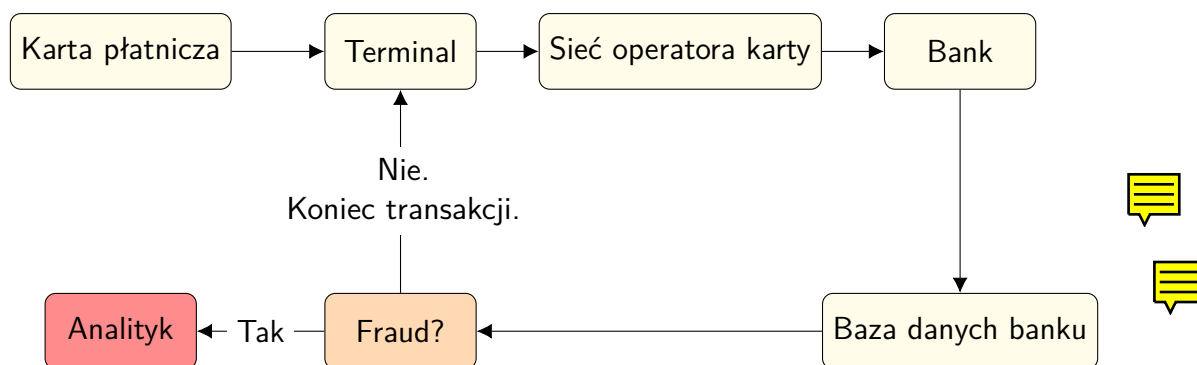 Karta płatnicza
Terminal
Sieć operatora karty
Bank
Nie.
Koniec transakcji.
Analityk
Tak
Fraud?
Baza danych banku